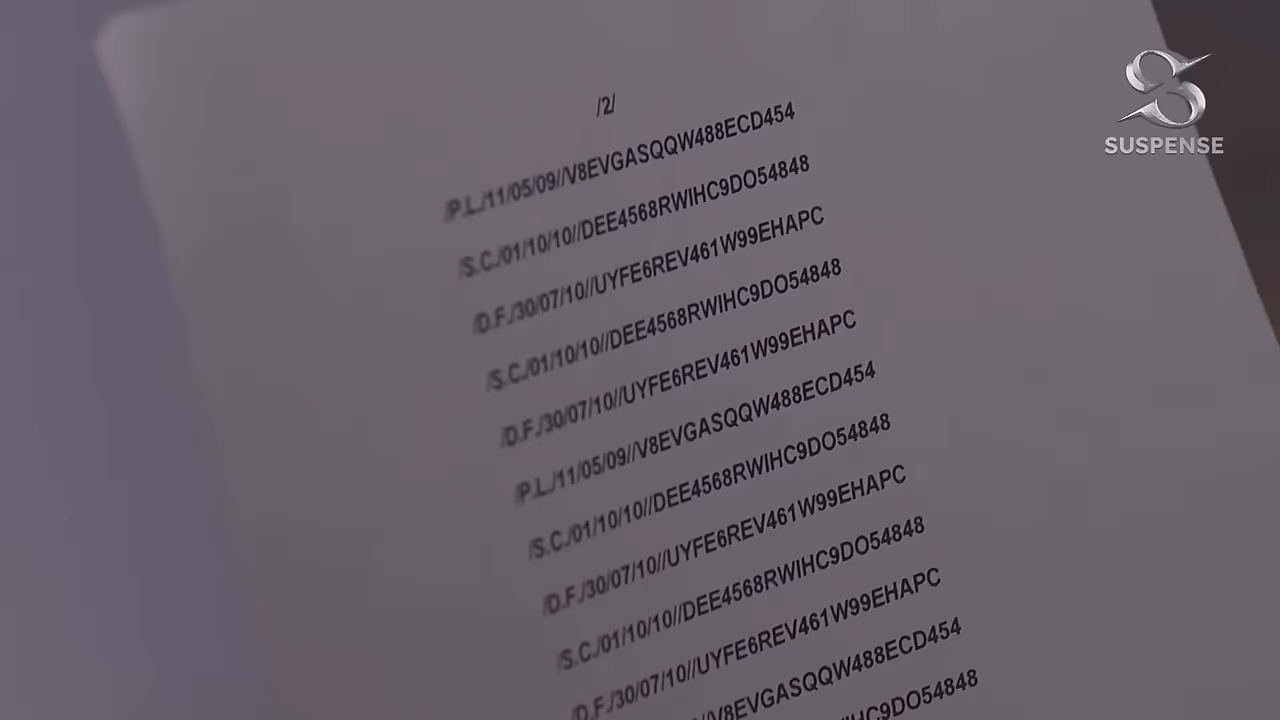 /2/
/P.L./11/05/09//V8EVGASQQW488ECD454
/S.C./01/10/10//DEE4568RWIHC9DO54848
/D.F./30/07/10//UYFE6REV461W99EHAPC
/S.C./01/10/10//DEE4568RWIHC9DO54848
/D.F./30/07/10//UYFE6REV461W99EHAPC
/P.L./11/05/09//V8EVGASQQW488ECD454
/S.C./01/10/10//DEE4568RWIHC9DO54848
/D.F./30/07/10//UYFE6REV461W99EHAPC
/S.C./01/10/10//DEE4568RWIHC9DO54848
/D.F./30/07/10//UYFE6REV461W99EHAPC
/V8EVGASQQW488ECD454
IHC9DO54848
SUSPENSE